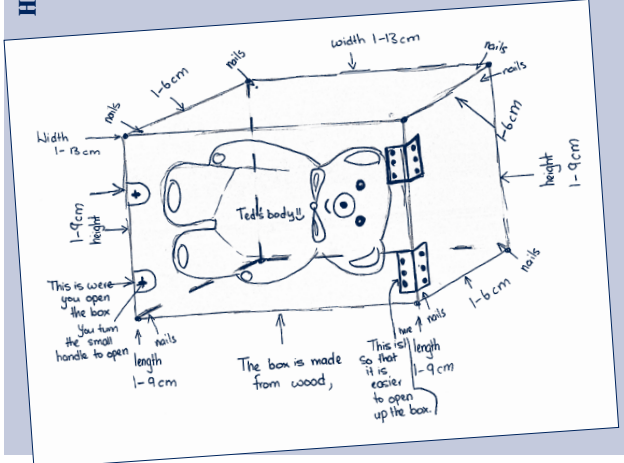 H
width 1-13cm
nails
nails
nails
1-6cm
nails
Width
1-13cm
1-6cm
height
1-9cm
1-9cm
height
Ted's body!!
This is were
you open
the box
You turn
the small
handle to open
nails
length
1-9cm
The box is made
from wood,
nails
This is
so that
it is
easier
to open
up the box.
length
1-9cm
1-6cm
nails